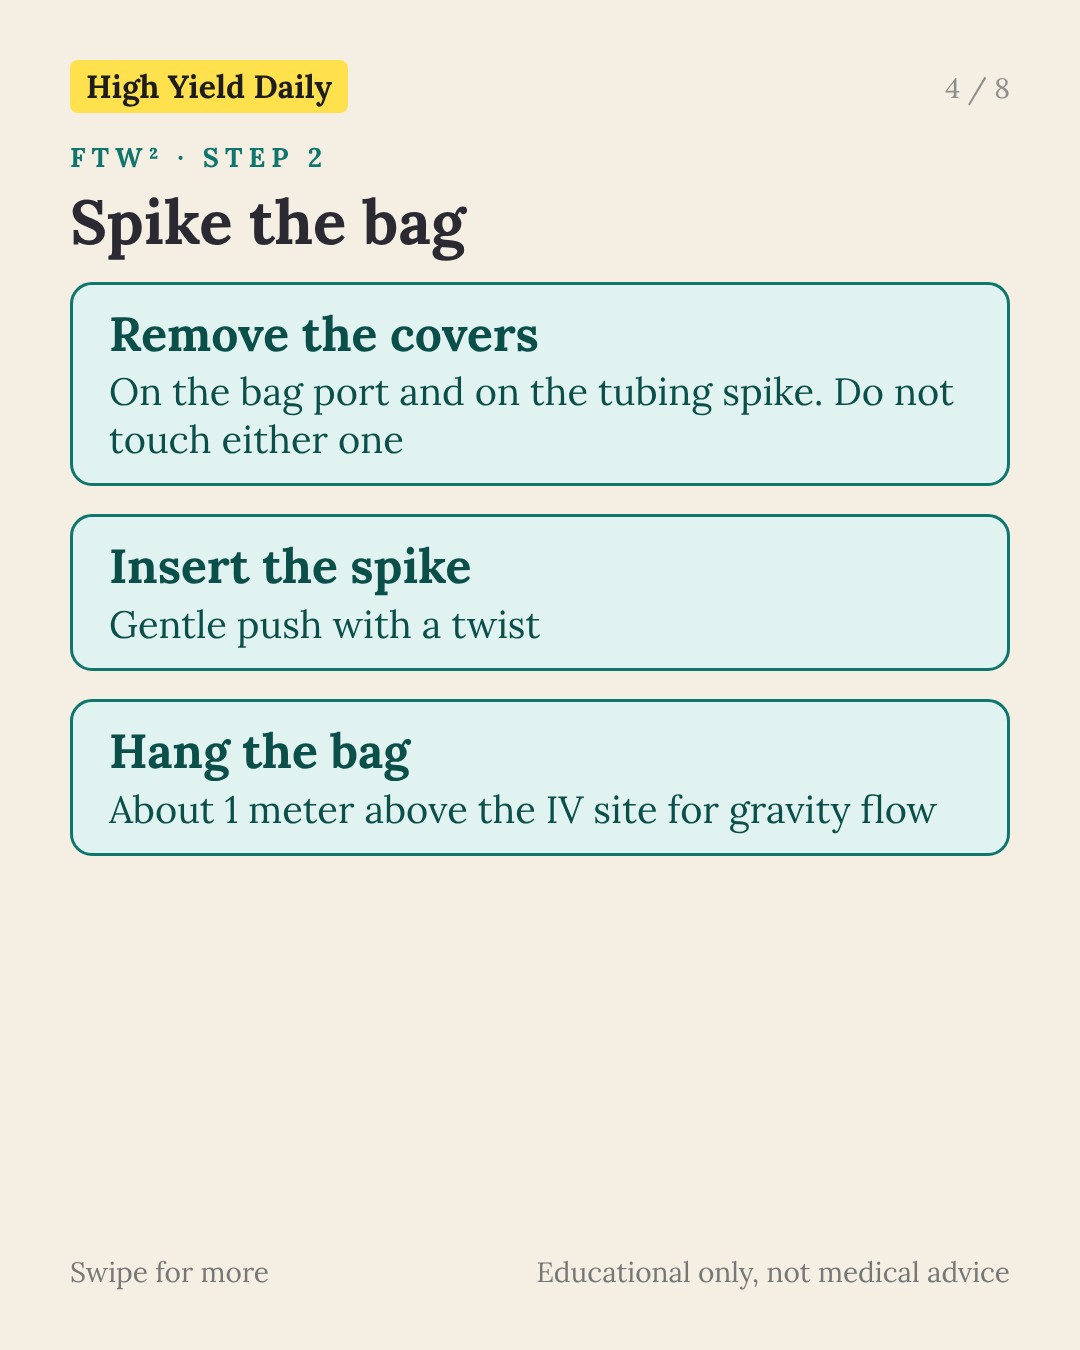 High Yield Daily
4 / 8
FTW² · STEP 2
Spike the bag
Remove the covers
On the bag port and on the tubing spike. Do not
touch either one
Insert the spike
Gentle push with a twist
Hang the bag
About 1 meter above the IV site for gravity flow
Swipe for more
Educational only, not medical advice